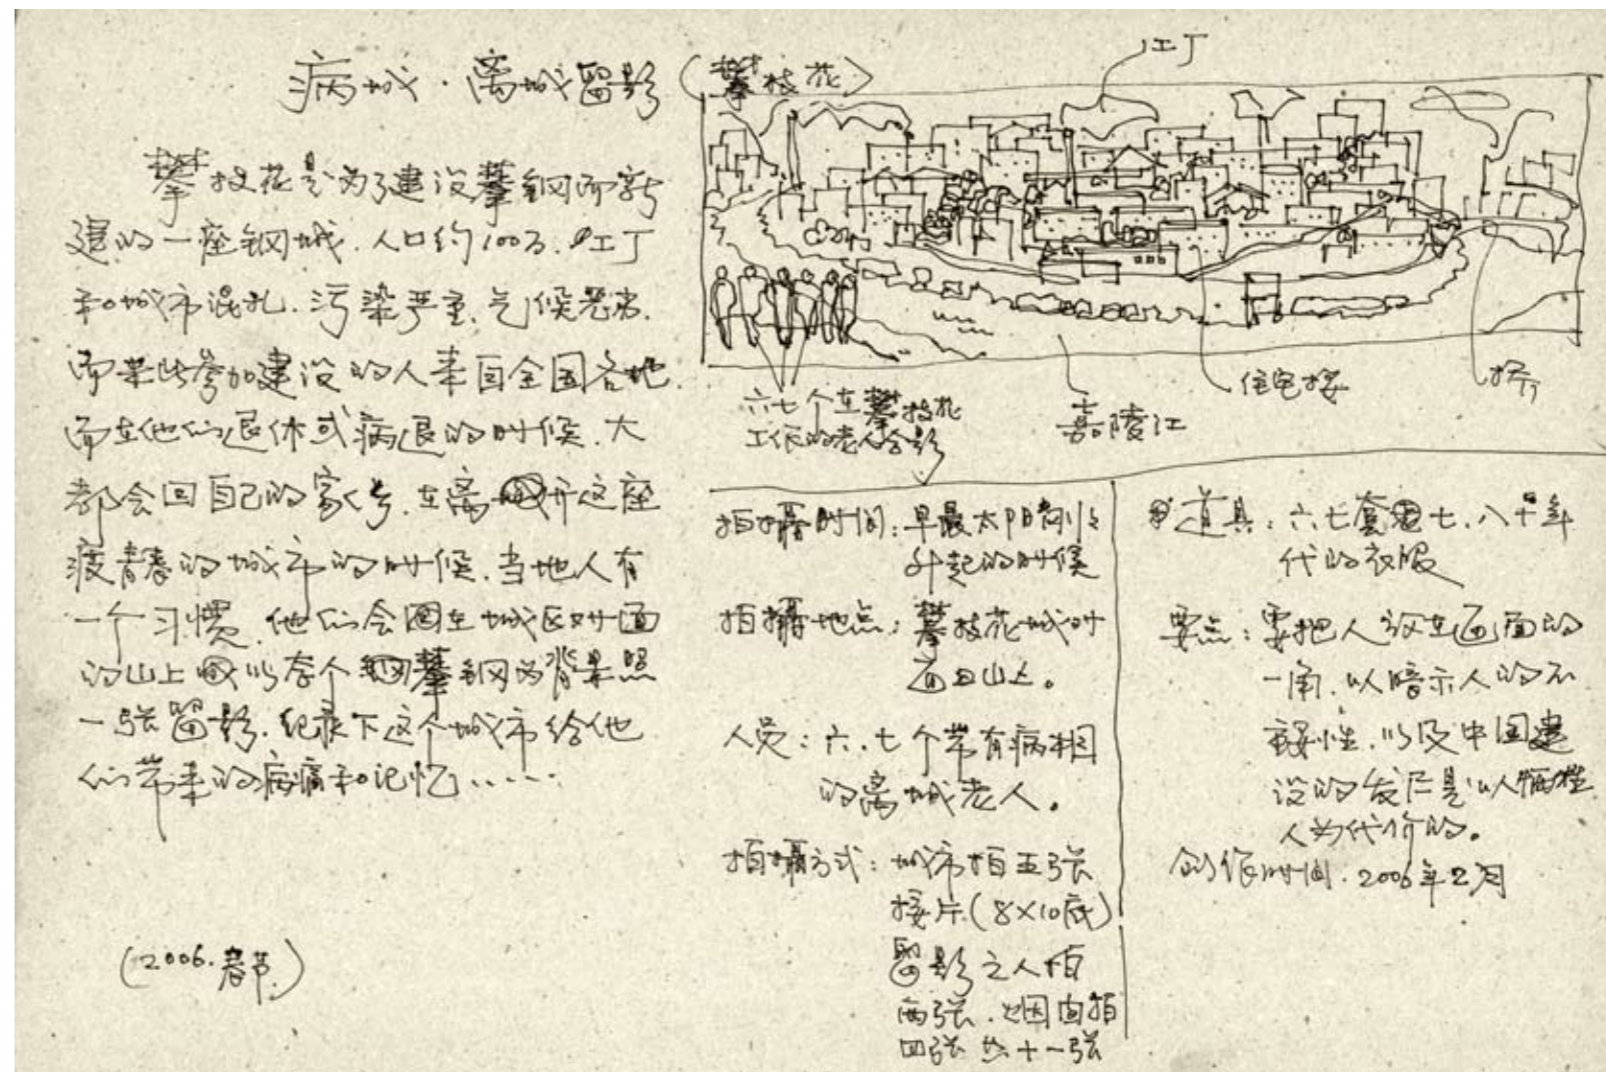 病城·离城留影(攀枝花)
攀枝花是为了建设攀钢而新
建的一座钢城.人口约100万.工厂
和城市混乱.污染严重.气候恶劣.
而某些参加建设的人来自全国各地.
而在他们退休或病退的时候.大
都会回自己的家乡.在离开这座
废青春的城市的时候.当地人有
一个习惯.他们会在城区对面
的山上以整个攀钢为背景照
一张留影.纪录下这个城市给他
们带来的病痛和记忆……
(2006.春节.)
工厂
六七个在攀枝花
工作的老人合影
嘉陵江
住宅楼
桥
拍摄时间:早晨太阳刚刚
升起的时候
拍摄地点:攀枝花城对
面山上。
人员:六.七个带有病相
的离城老人。
拍摄方式:城市拍五张
接片(8×10底)
留影之人拍
两张.烟囱拍
四张 共十一张
道具:六七套七.八十年
代的衣服
要点:要把人放在画面的
一角.以暗示人的不
重要性.以及中国建
设的发展是以牺牲
人为代价的。
创作时间.2006年2月